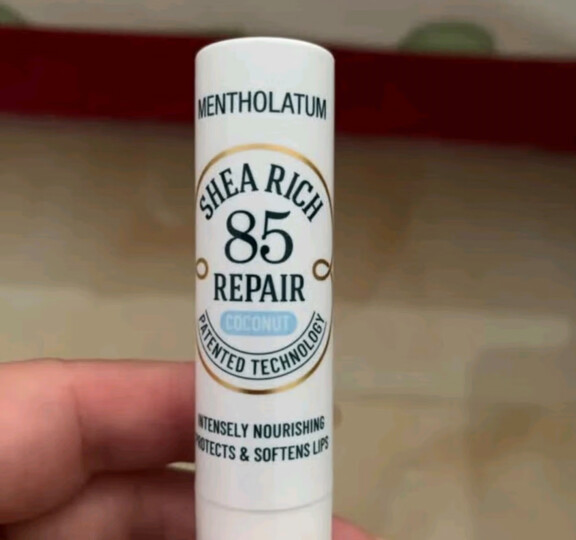 MENTHOLATUM
SHEA RICH
85
REPAIR
COCONUT
PATENTED TECHNOLOGY
INTENSELY NOURISHING
PROTECTS & SOFTENS LIPS